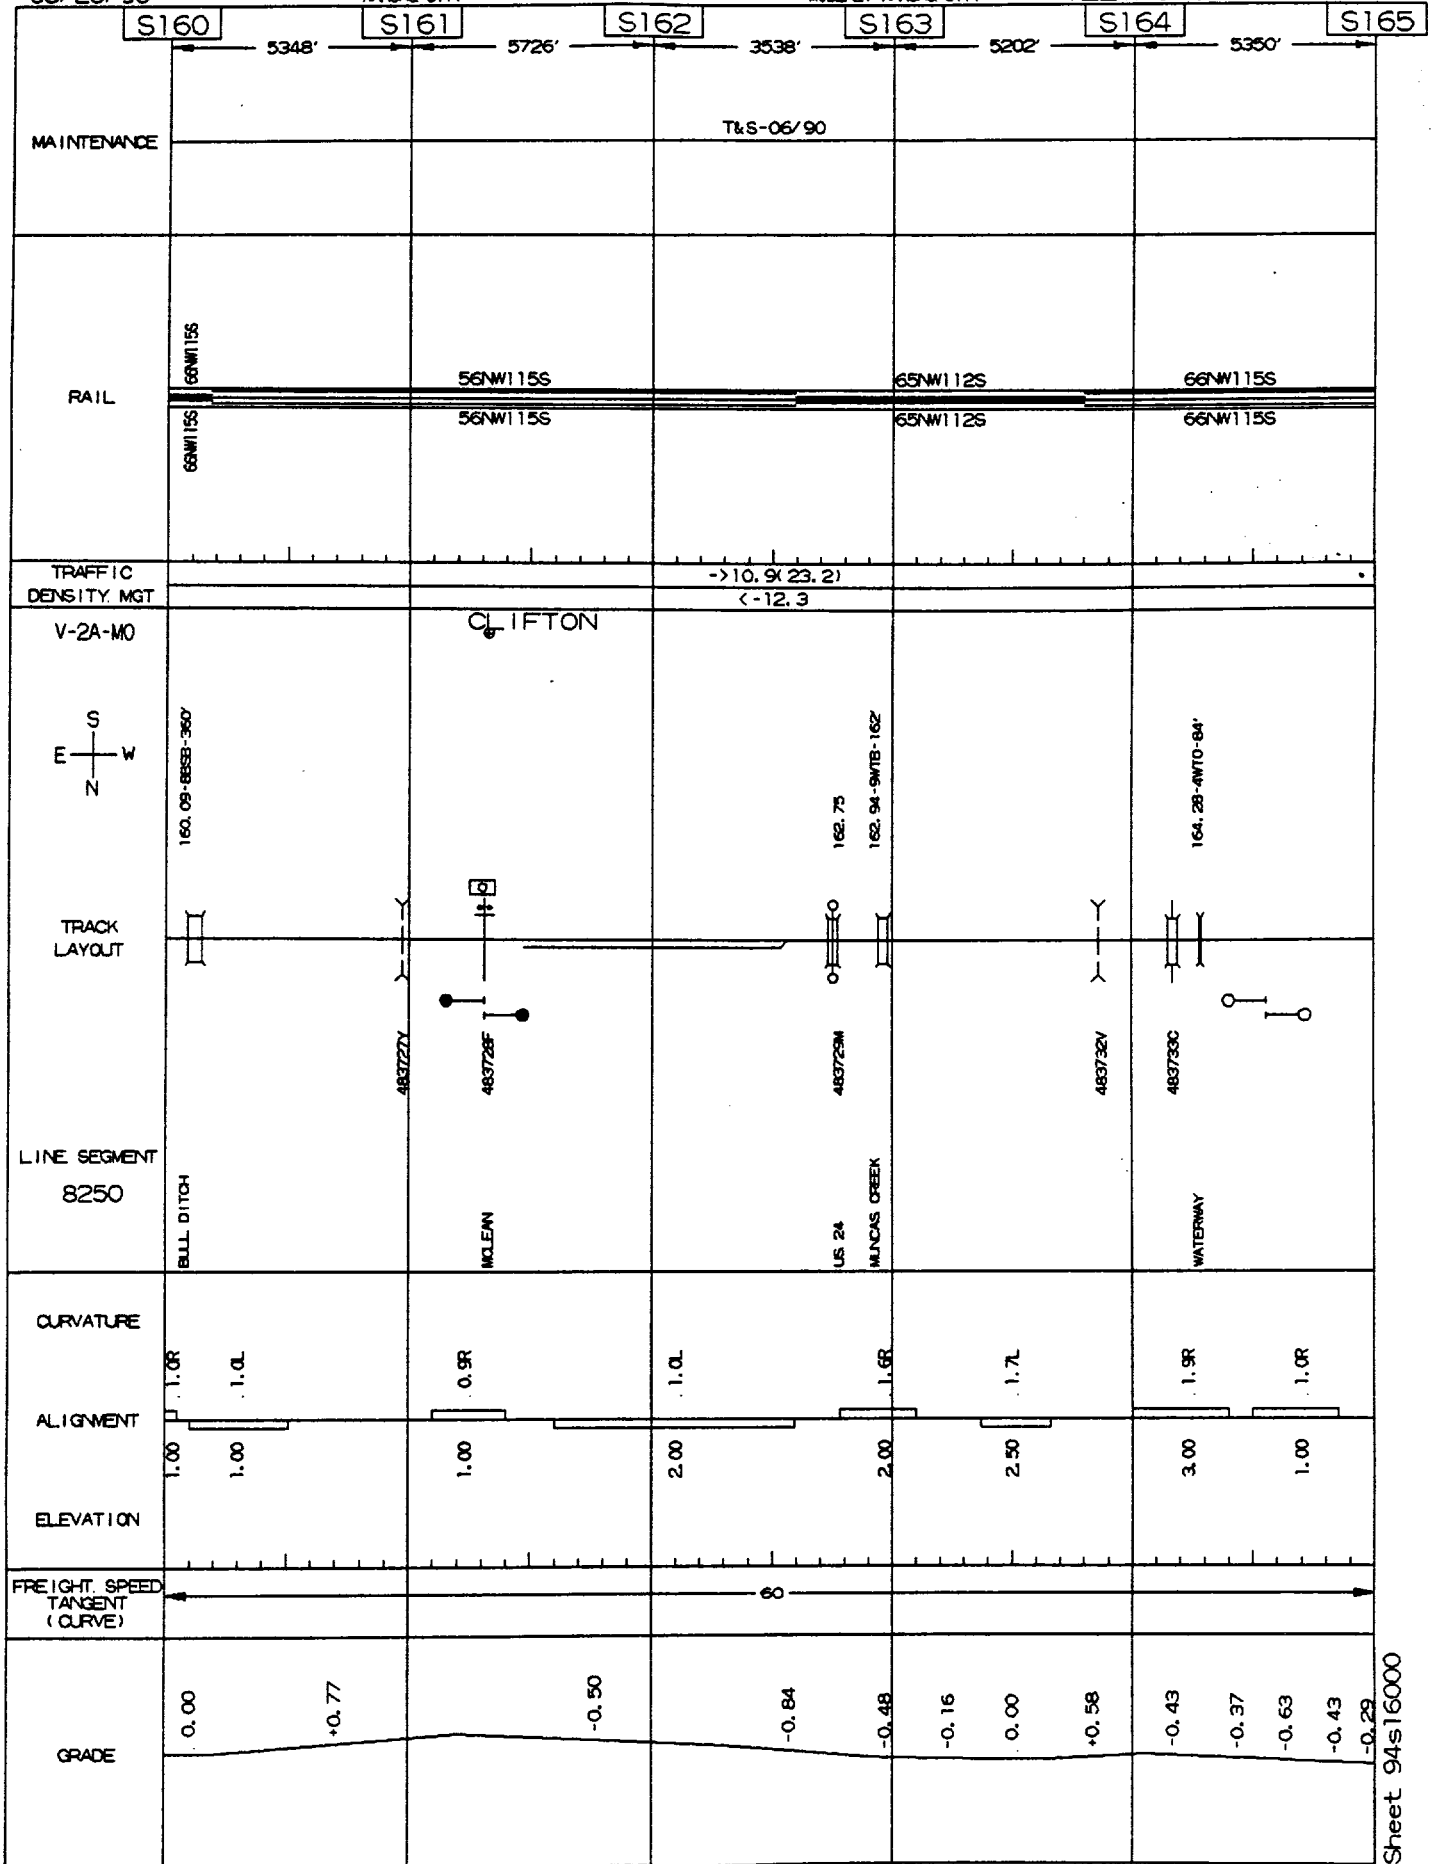 S160 S161 S162 S163 S164 S165
5348' 5726' 3538' 5202' 5350'
MAINTENANCE
T&S-06/90
RAIL
66NW115S
56NW115S 65NW112S 66NW115S
66NW115S
56NW115S 65NW112S 66NW115S
TRAFFIC
DENSITY. MGT
->10.9(23.2)
<-12.3
V-2A-MO
CLIFTON
S
E W
N
160.09-8BSB-360'
162.75
162.94-9WTB-162'
164.28-4WTO-84'
TRACK
LAYOUT
483727Y
483728F
483729M
483732V
483733C
LINE SEGMENT
8250
BULL DITCH
MCLEAN
US 24
MUNCAS CREEK
WATERWAY
CURVATURE
1.0R 1.0L 0.9R 1.0L 1.6R 1.7L 1.9R 1.0R
ALIGNMENT
1.00 1.00 1.00 2.00 2.00 2.50 3.00 1.00
ELEVATION
FREIGHT. SPEED
TANGENT
(CURVE)
60
GRADE
0.00 +0.77 -0.50 -0.84 -0.48 -0.16 0.00 +0.58 -0.43 -0.37 -0.63 -0.43 -0.29
Sheet 94s16000